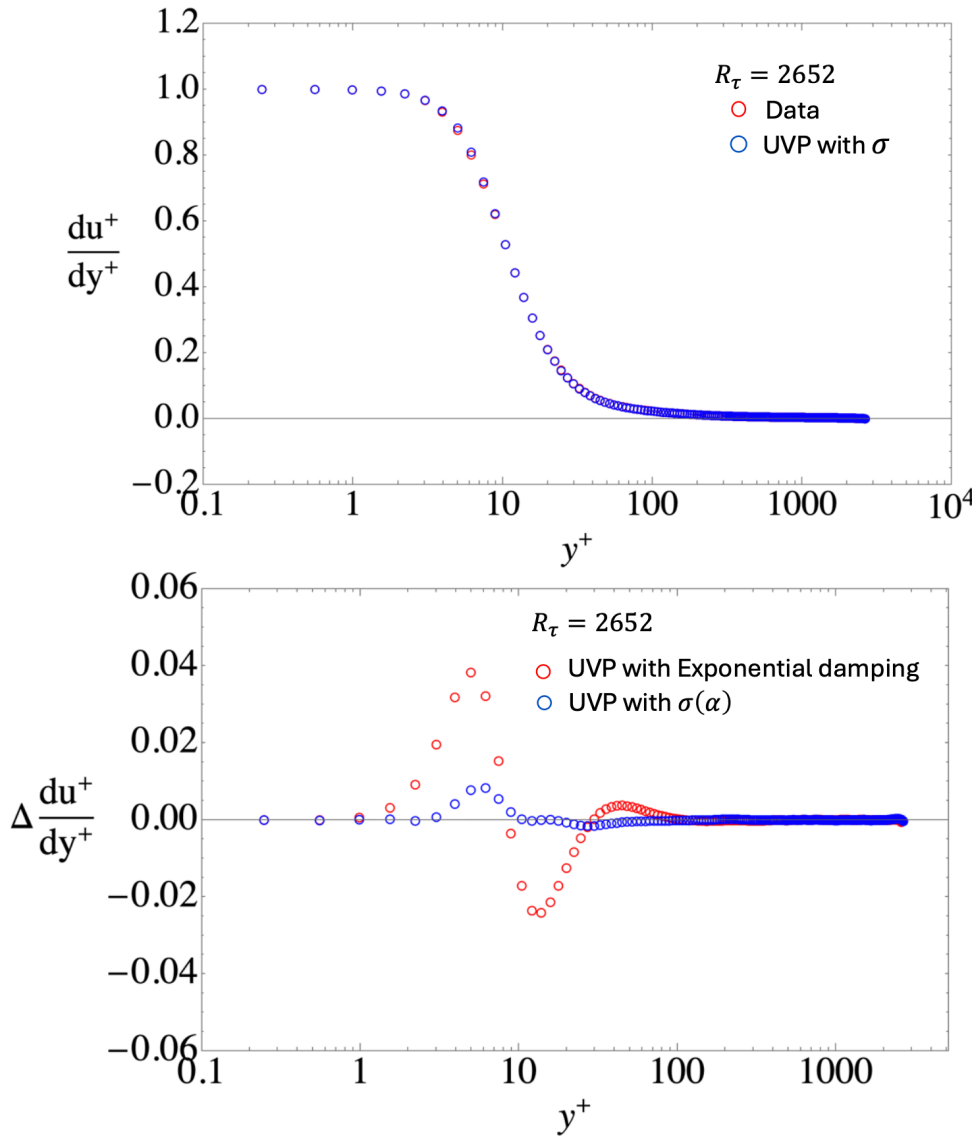 1.2
1.0
0.8
0.6
0.4
0.2
0.0
−0.2
du⁺
dy⁺
R_τ = 2652
Data
UVP with σ
0.1 1 10 100 1000 10⁴
y⁺
0.06
0.04
0.02
0.00
−0.02
−0.04
−0.06
Δ du⁺
dy⁺
R_τ = 2652
UVP with Exponential damping
UVP with σ(α)
0.1 1 10 100 1000
y⁺